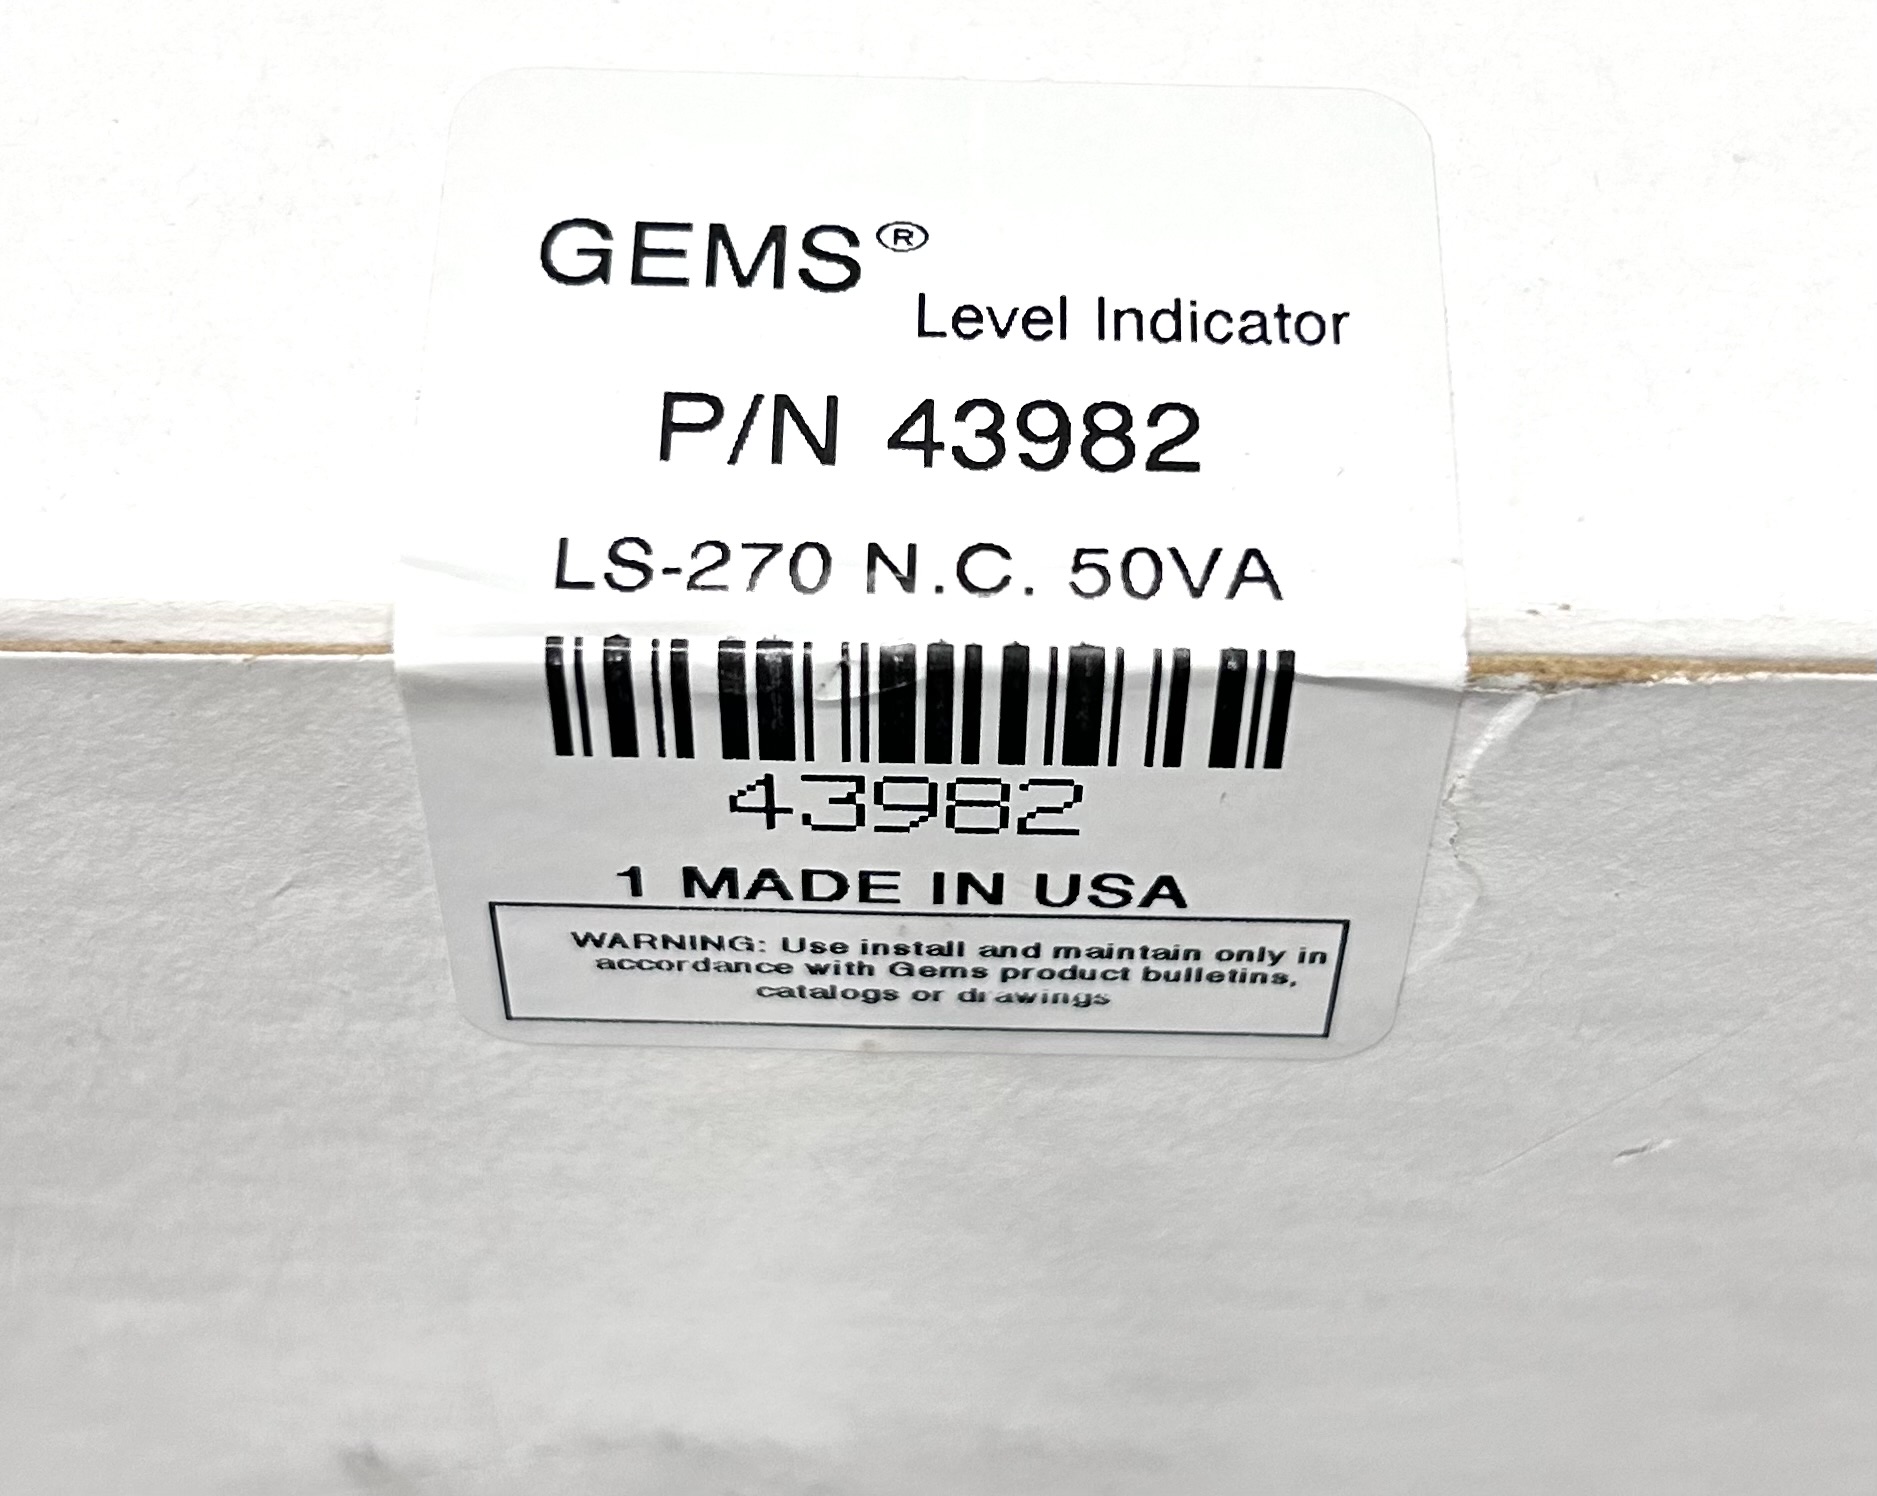 GEMS®
Level Indicator
P/N 43982
LS-270 N.C. 50VA
43982
1 MADE IN USA
WARNING: Use install and maintain only in
accordance with Gems product bulletins,
catalogs or drawings